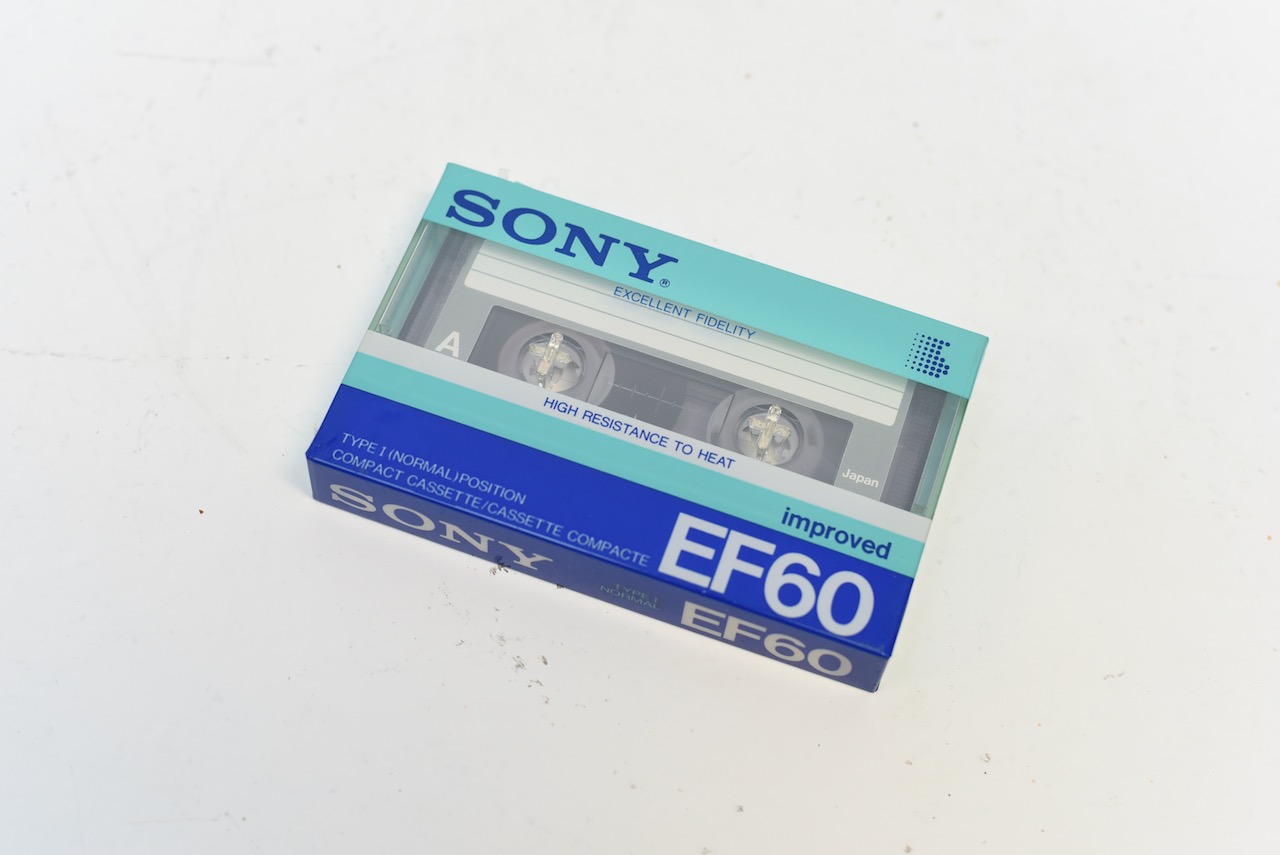 SONY®
EXCELLENT FIDELITY
A
HIGH RESISTANCE TO HEAT
Japan
improved
TYPE I (NORMAL) POSITION
COMPACT CASSETTE/CASSETTE COMPACTE
EF60
SONY
TYPE I
NORMAL
EF60